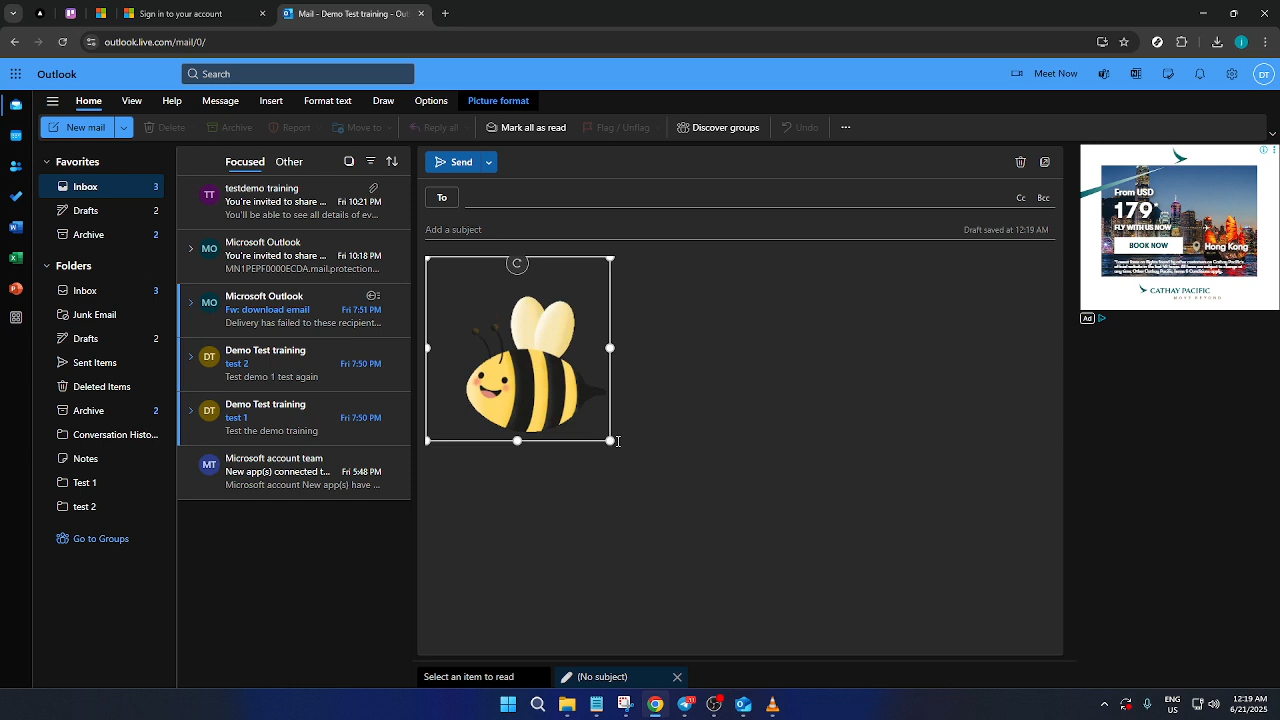 Sign in to your account
Mail - Demo Test training - Out
outlook.live.com/mail/0/
Outlook
Search
Meet Now
DT
Home View Help Message Insert Format text Draw Options Picture format
New mail Delete Archive Report Move to Reply all Mark all as read Flag / Unflag Discover groups Undo
Favorites
Inbox 3
Drafts 2
Archive 2
Folders
Inbox 3
Junk Email
Drafts 2
Sent Items
Deleted Items
Archive 2
Conversation Histo...
Notes
Test 1
test 2
Go to Groups
Focused Other
TT
testdemo training
You're invited to share ... Fri 10:21 PM
You'll be able to see all details of ev...
MO
Microsoft Outlook
You're invited to share ... Fri 10:18 PM
MN1PEPF0000ECDA.mail.protection...
MO
Microsoft Outlook
Fw: download email Fri 7:51 PM
Delivery has failed to these recipient...
DT
Demo Test training
test 2 Fri 7:50 PM
Test demo 1 test again
DT
Demo Test training
test 1 Fri 7:50 PM
Test the demo training
MT
Microsoft account team
New app(s) connected t... Fri 5:48 PM
Microsoft account New app(s) have ...
Send
To Cc Bcc
Add a subject Draft saved at 12:19 AM
From USD
179*
FLY WITH US NOW
BOOK NOW
Hong Kong
CATHAY PACIFIC
MOVE BEYOND
Ad
Select an item to read (No subject)
ENG
US
12:19 AM
6/21/2025